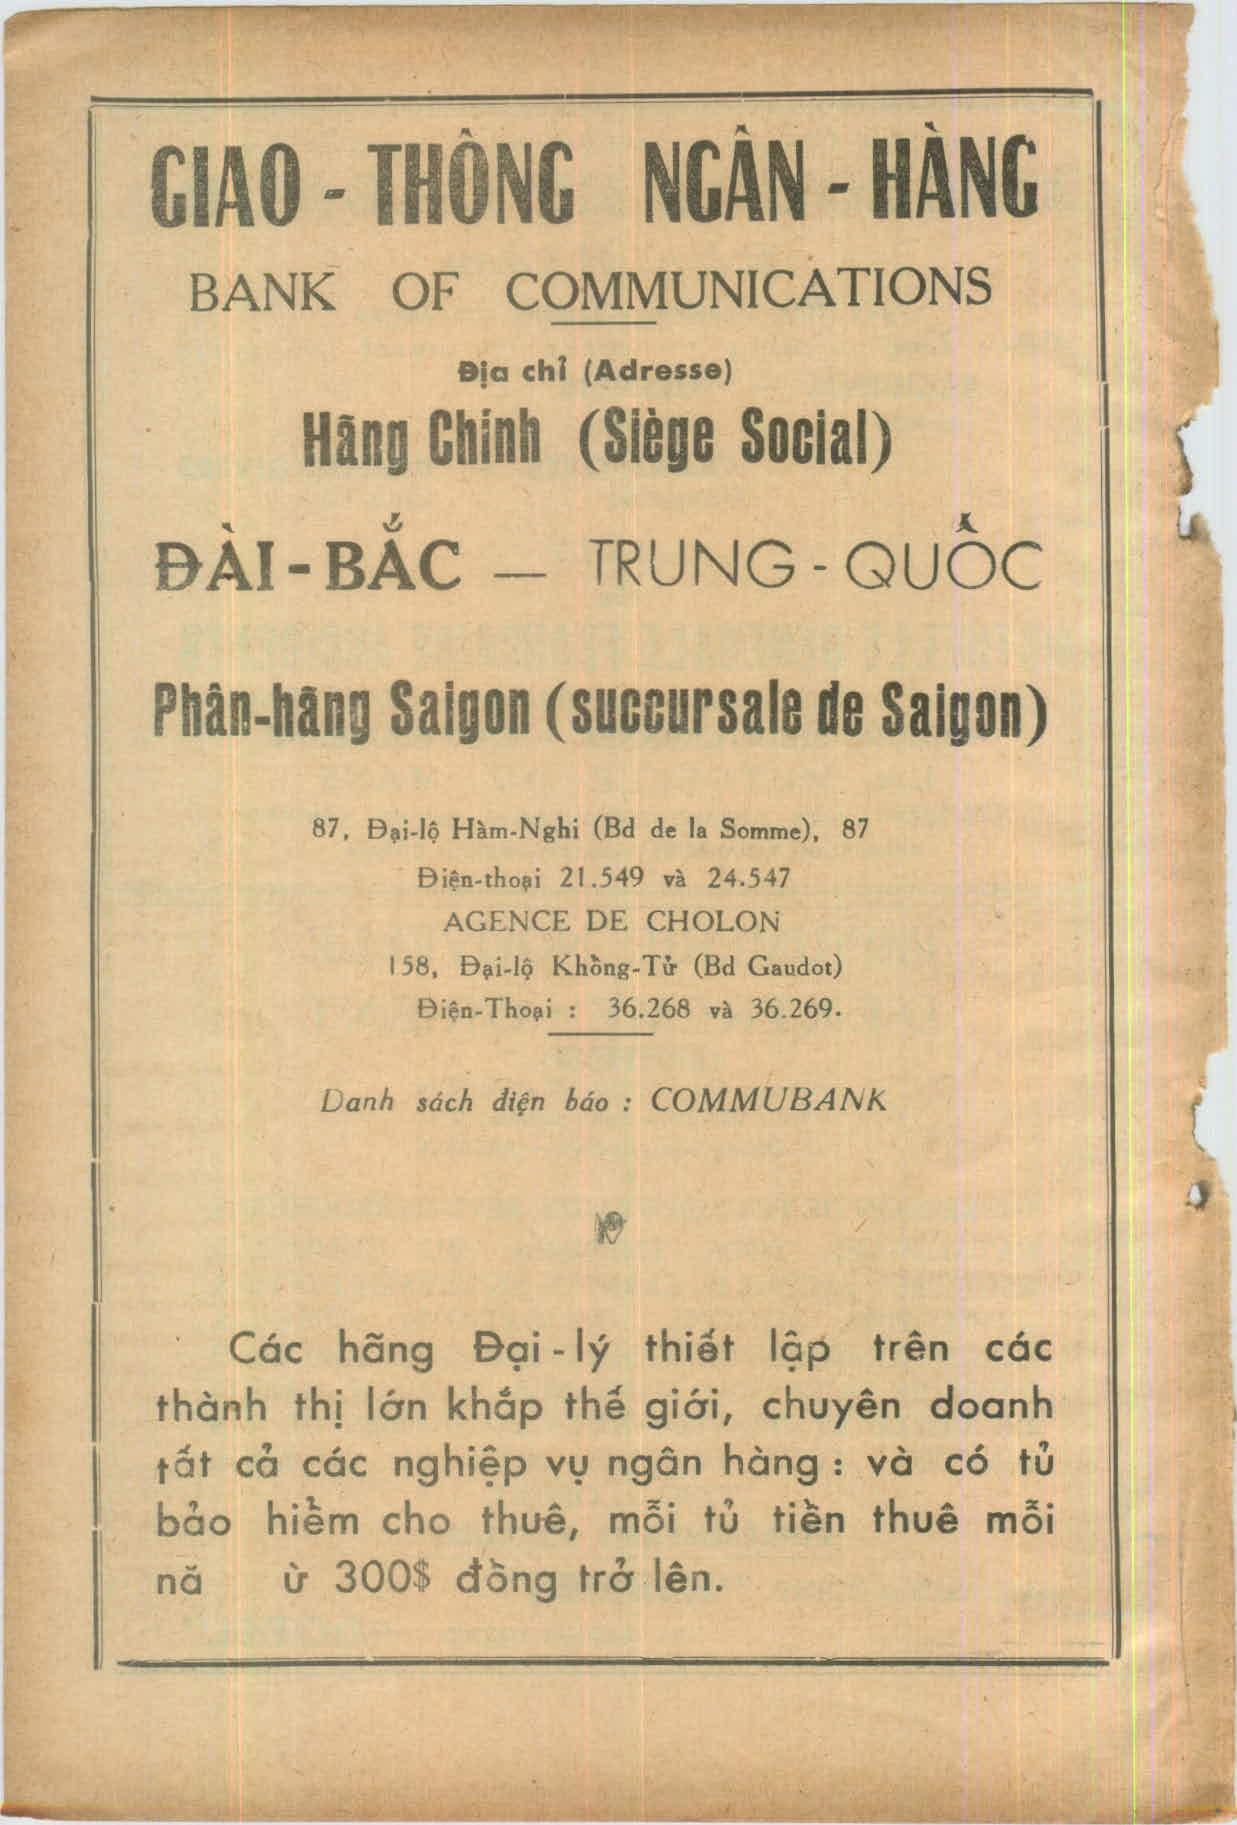 GIAO - THÔNG NGÂN - HÀNG
BANK OF COMMUNICATIONS
Địa chỉ (Adresse)
Hãng Chính (Siège Social)
ĐÀI - BẮC — TRUNG - QUỐC
Phân-hãng Saigon (succursale de Saigon)
87, Đại-lộ Hàm-Nghi (Bd de la Somme), 87
Điện-thoại 21.549 và 24.547
AGENCE DE CHOLON
158, Đại-lộ Khổng-Tử (Bd Gaudot)
Điện-Thoại : 36.268 và 36.269.
Danh sách điện báo : COMMUBANK
Các hãng Đại - lý thiết lập trên các
thành thị lớn khắp thế giới, chuyên doanh
tất cả các nghiệp vụ ngân hàng : và có tủ
bảo hiểm cho thuê, mỗi tủ tiền thuê mỗi
nă ừ 300$ đồng trở lên.